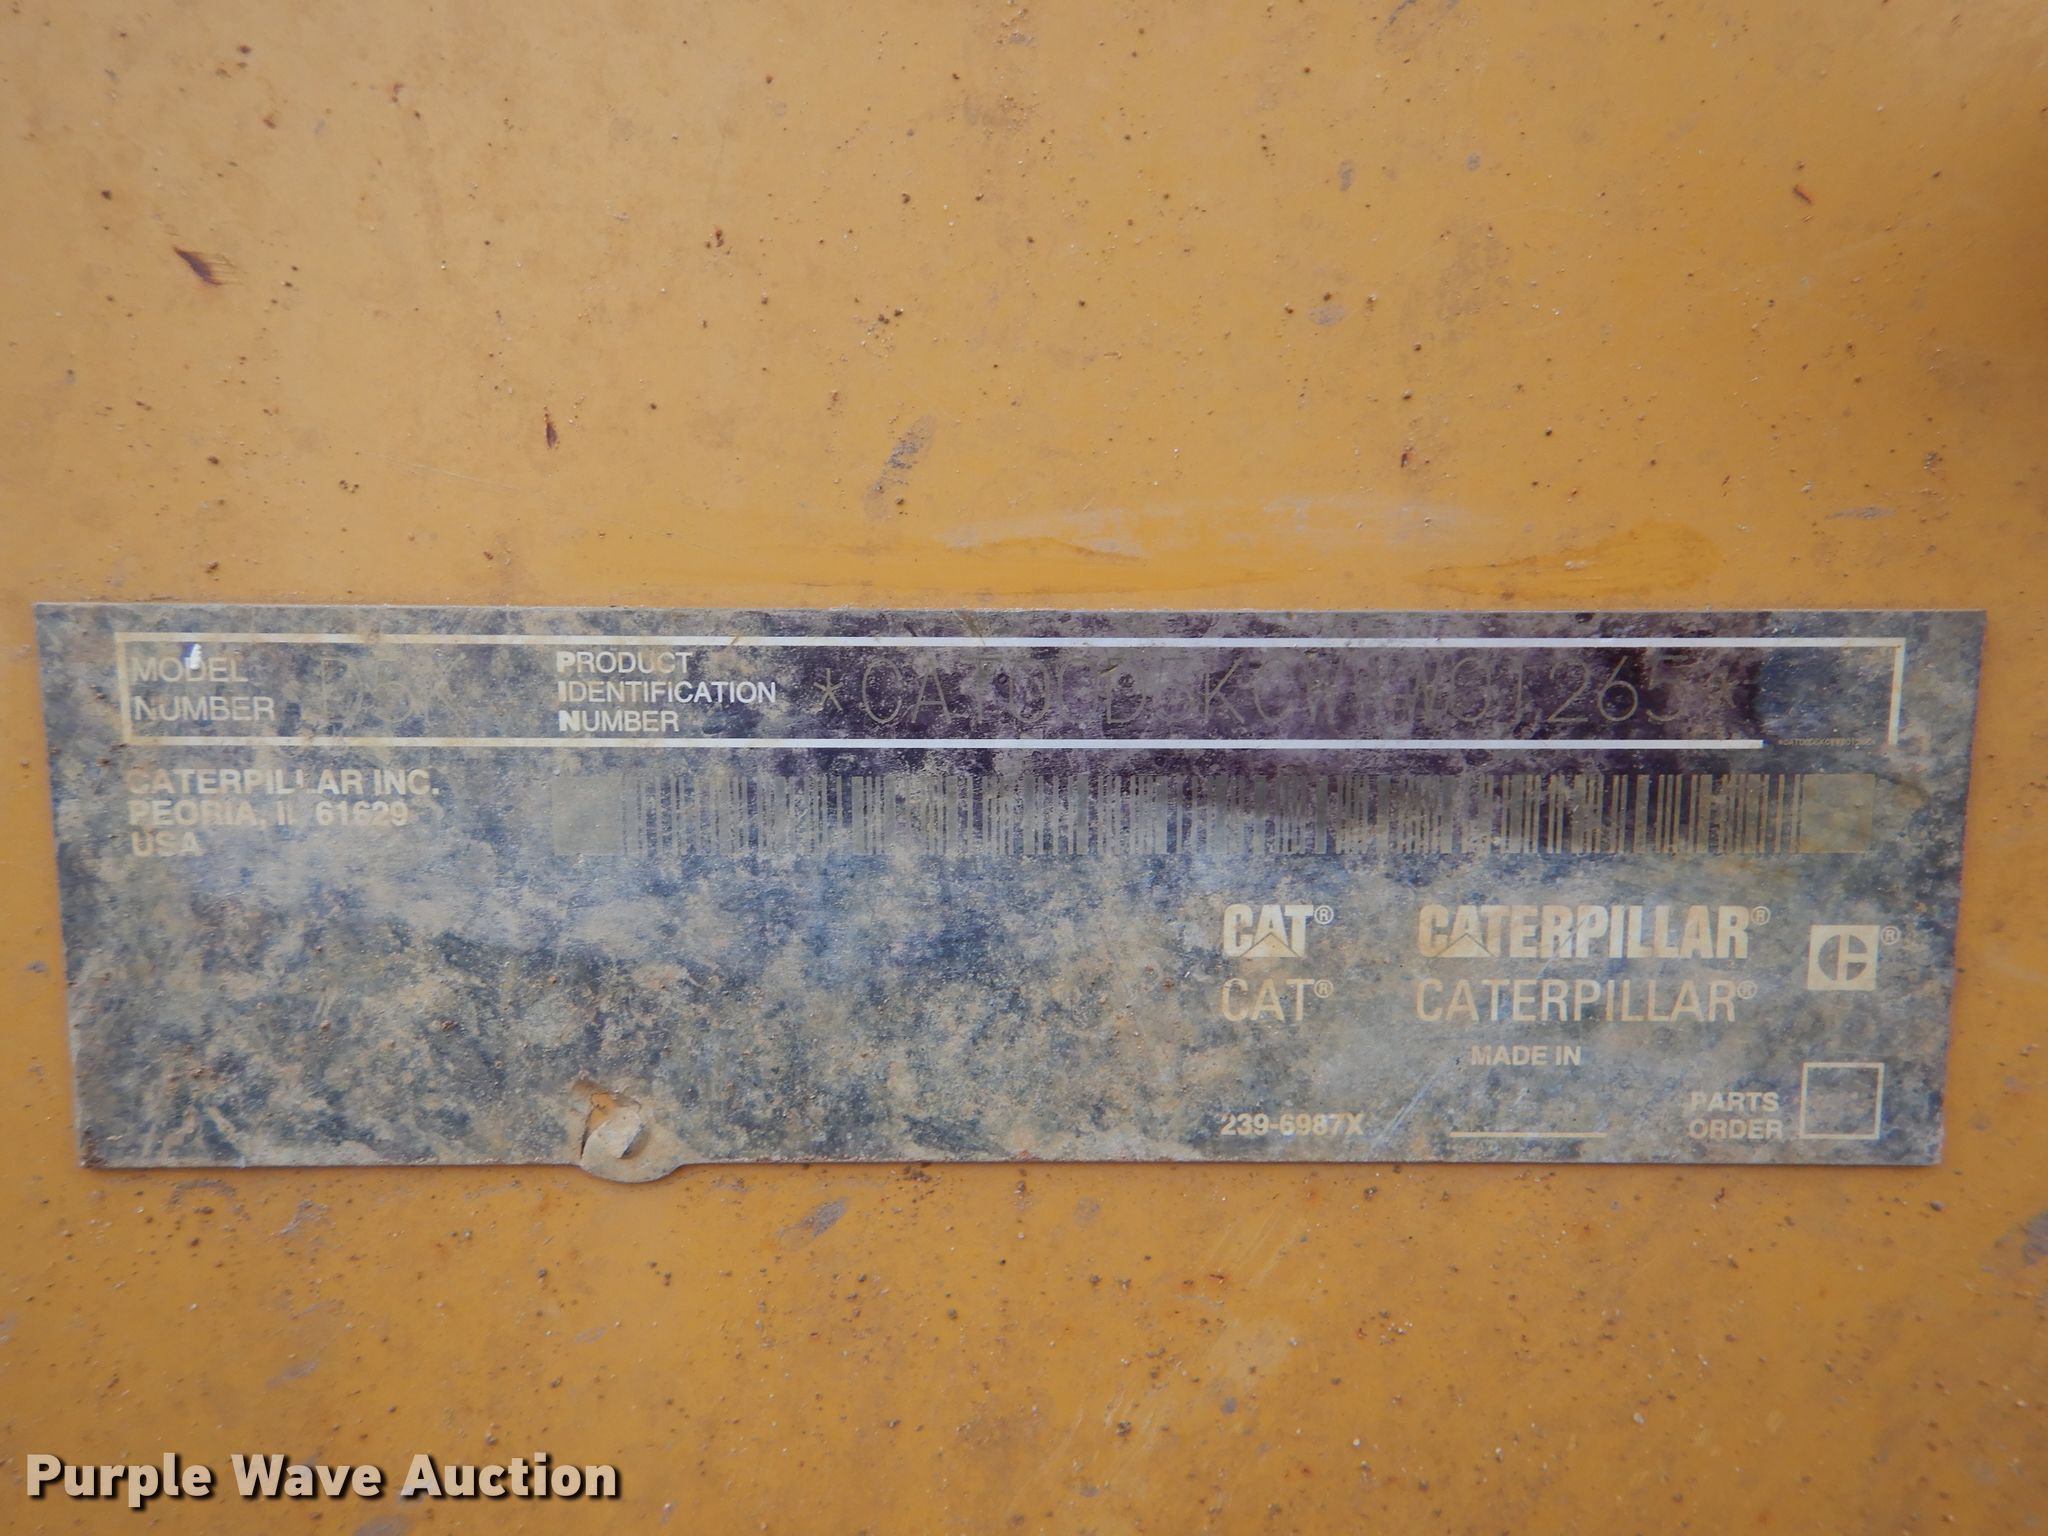 MODEL
NUMBER
D5K
PRODUCT
IDENTIFICATION
NUMBER
CATERPILLAR INC.
PEORIA, IL 61629
USA
CAT® CATERPILLAR®
CAT® CATERPILLAR®
MADE IN
239-6987X
PARTS
ORDER
Purple Wave Auction